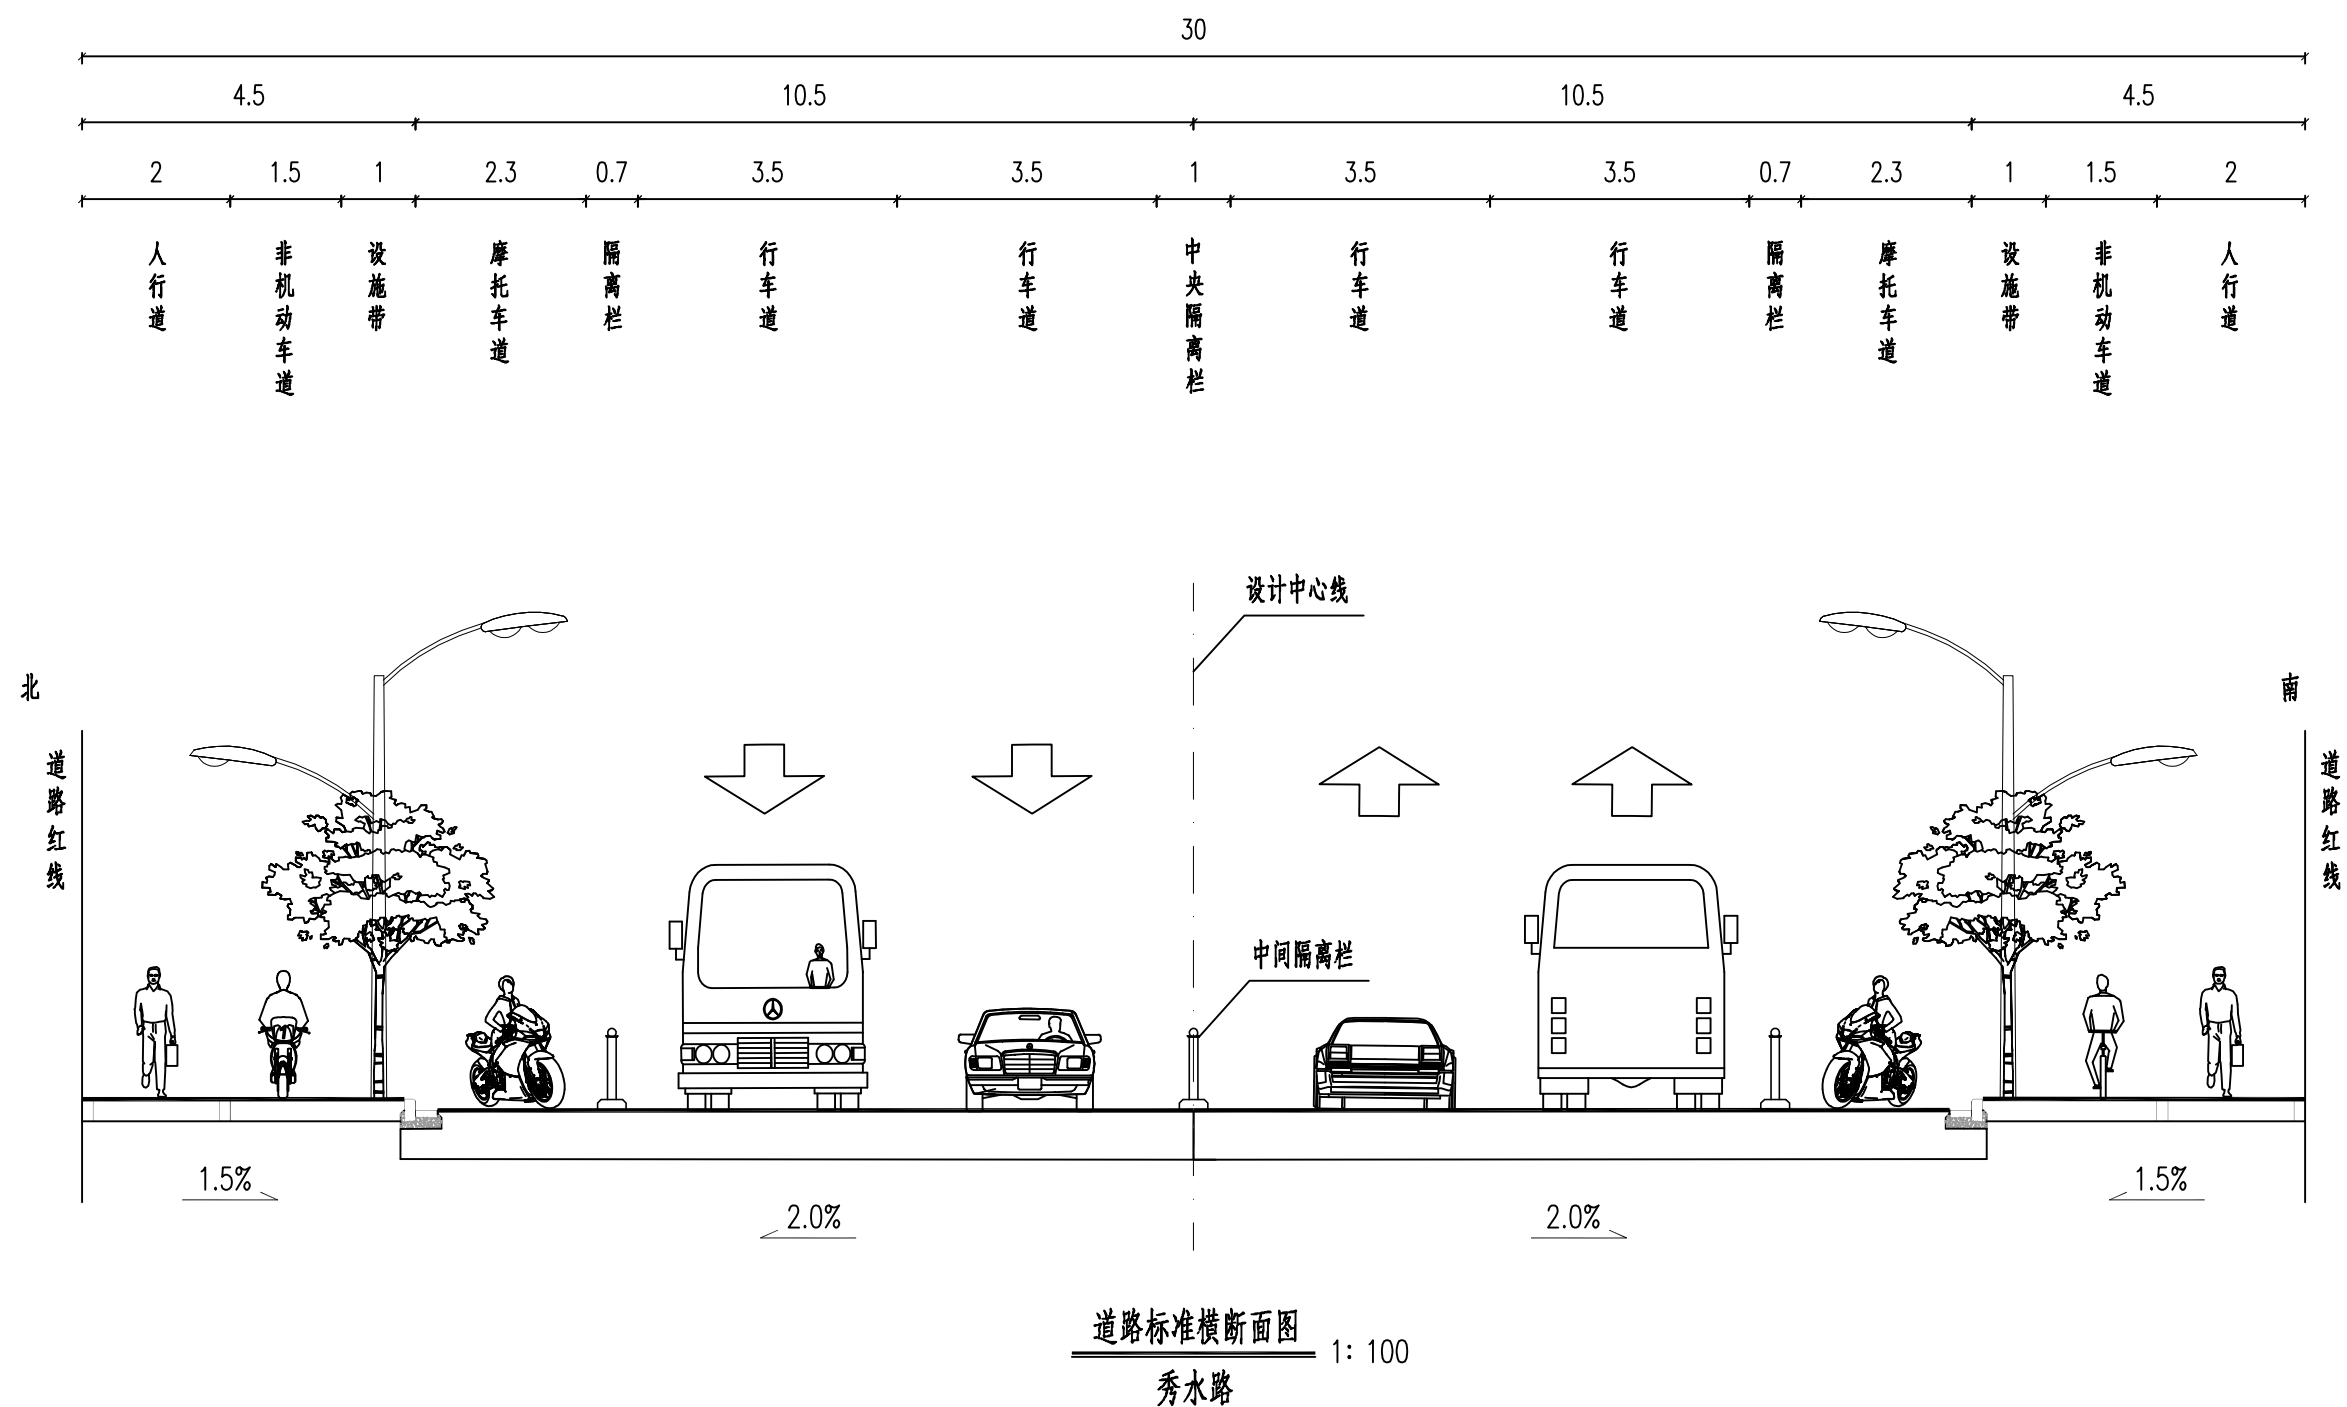 30
4.5 10.5 10.5 4.5
2 1.5 1 2.3 0.7 3.5 3.5 1 3.5 3.5 0.7 2.3 1 1.5 2
人行道
非机动车道
设施带
摩托车道
隔离栏
行车道
行车道
中央隔离栏
行车道
行车道
隔离栏
摩托车道
设施带
非机动车道
人行道
设计中心线
北
南
道路红线
道路红线
中间隔离栏
1.5%
1.5%
2.0%
2.0%
道路标准横断面图
1: 100
秀水路